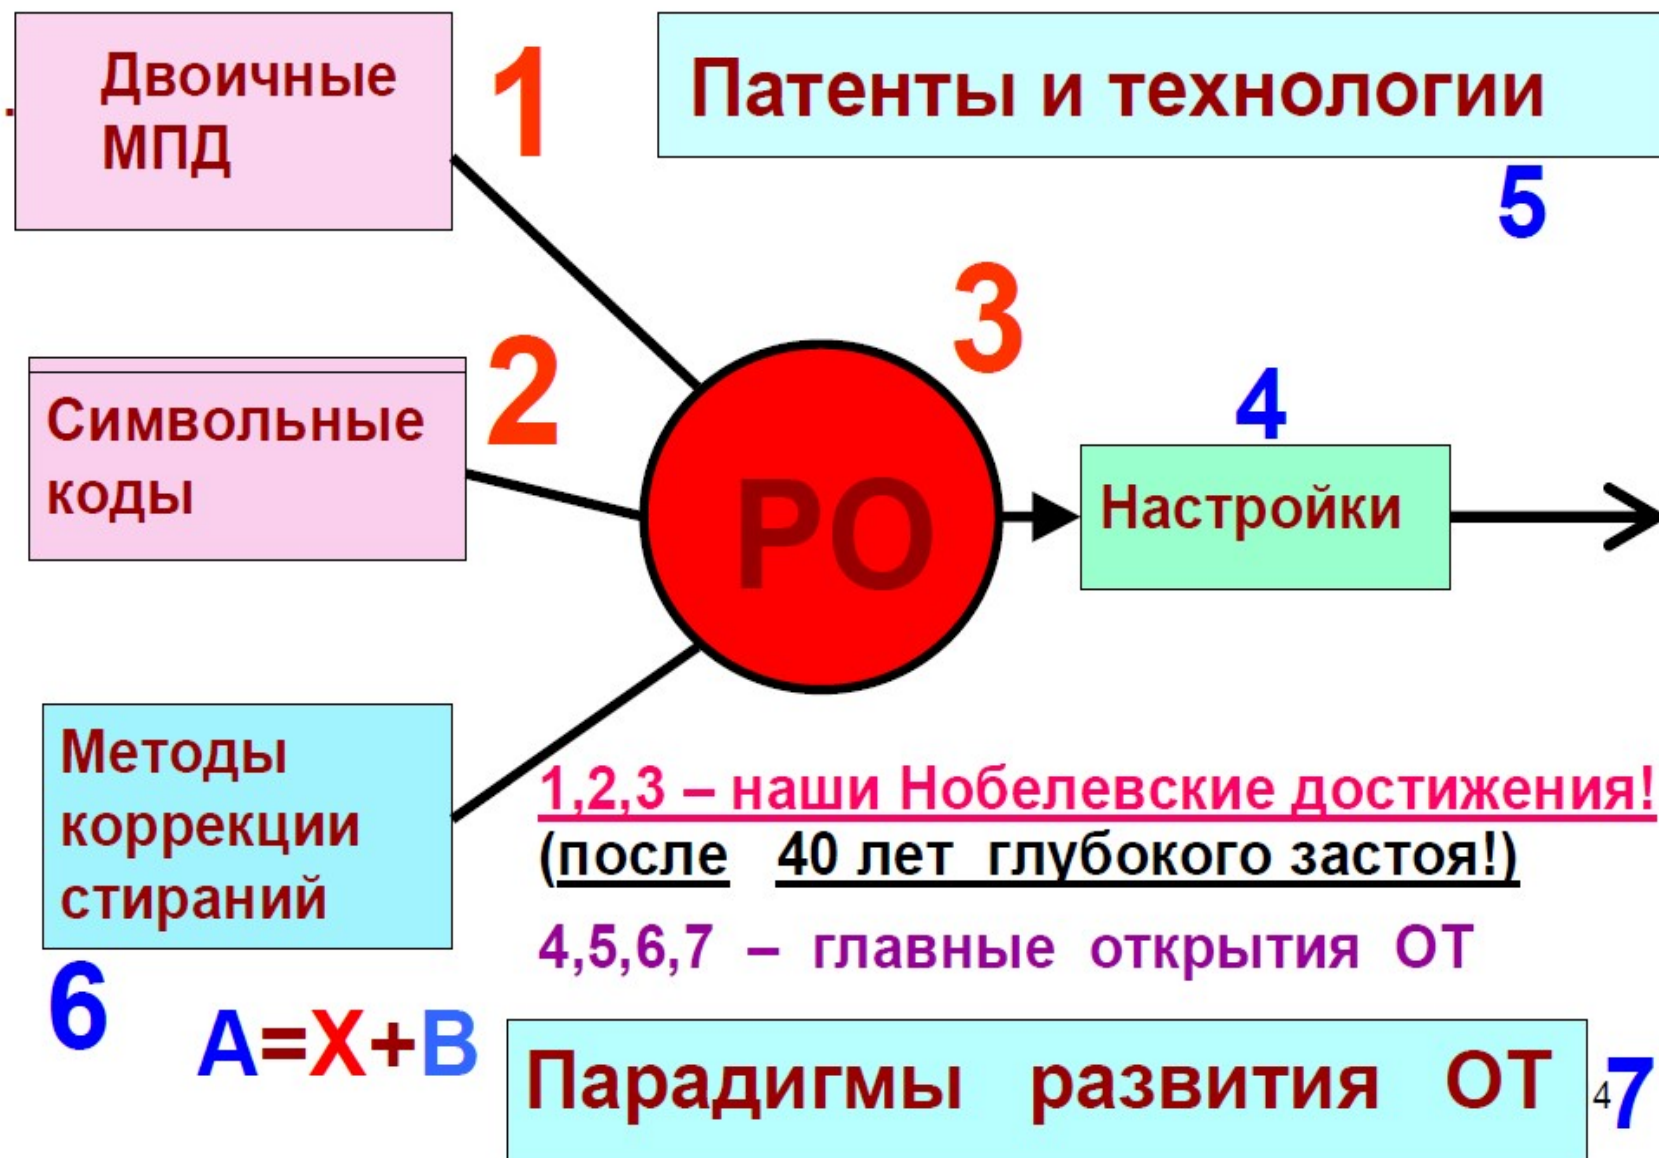 Двоичные
МПД
1
Патенты и технологии
5
Символьные
коды
2
3
РО
4
Настройки
Методы
коррекции
стираний
6
1,2,3 – наши Нобелевские достижения!
(после 40 лет глубокого застоя!)
4,5,6,7 – главные открытия ОТ
А=Х+В
Парадигмы развития ОТ
4
7